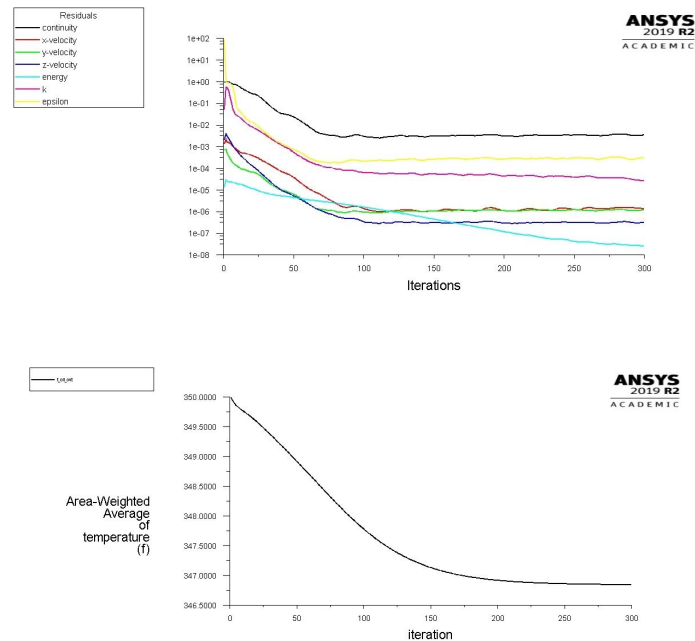 Residuals
continuity
x-velocity
y-velocity
z-velocity
energy
k
epsilon
ANSYS
2019 R2
ACADEMIC
1e+02
1e+01
1e+00
1e-01
1e-02
1e-03
1e-04
1e-05
1e-06
1e-07
1e-08
0 50 100 150 200 250 300
Iterations
ANSYS
2019 R2
ACADEMIC
350.0000
349.5000
349.0000
348.5000
348.0000
347.5000
347.0000
346.5000
Area-Weighted
Average
of
temperature
(f)
0 50 100 150 200 250 300
iteration